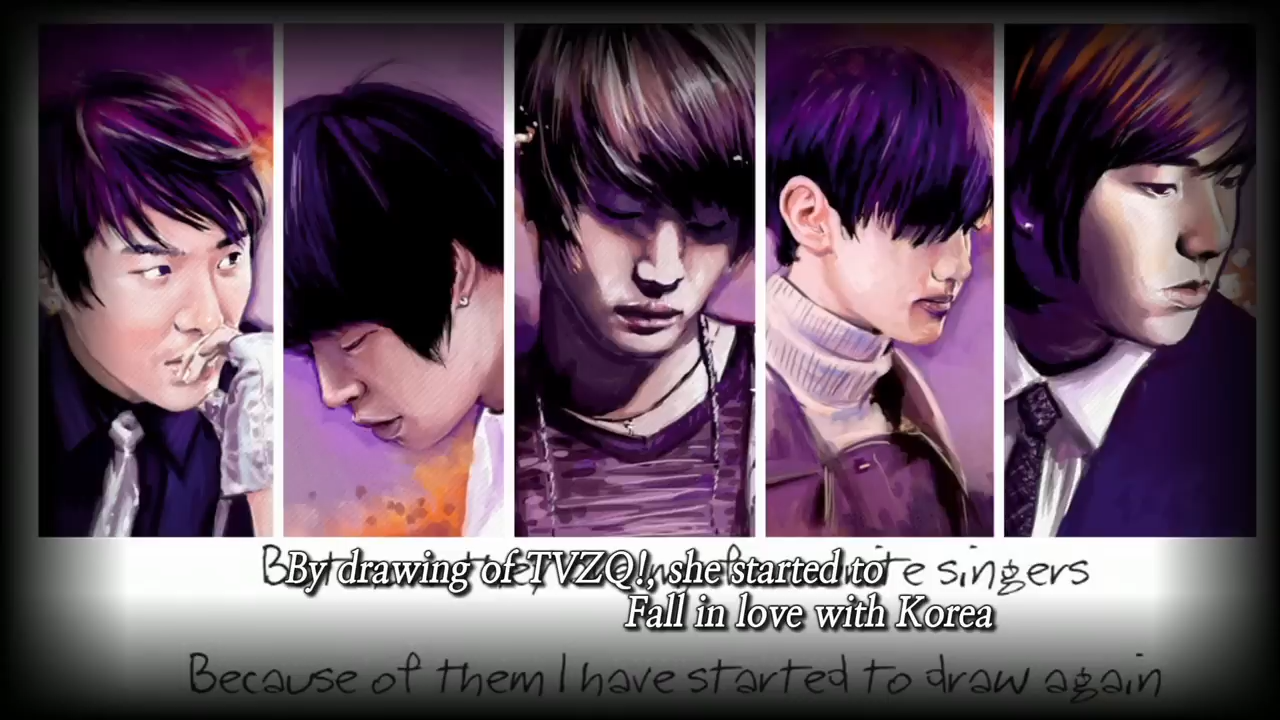 By drawing of TVZQ!, she started to
Fall in love with Korea
singers
Because of them I have started to draw again